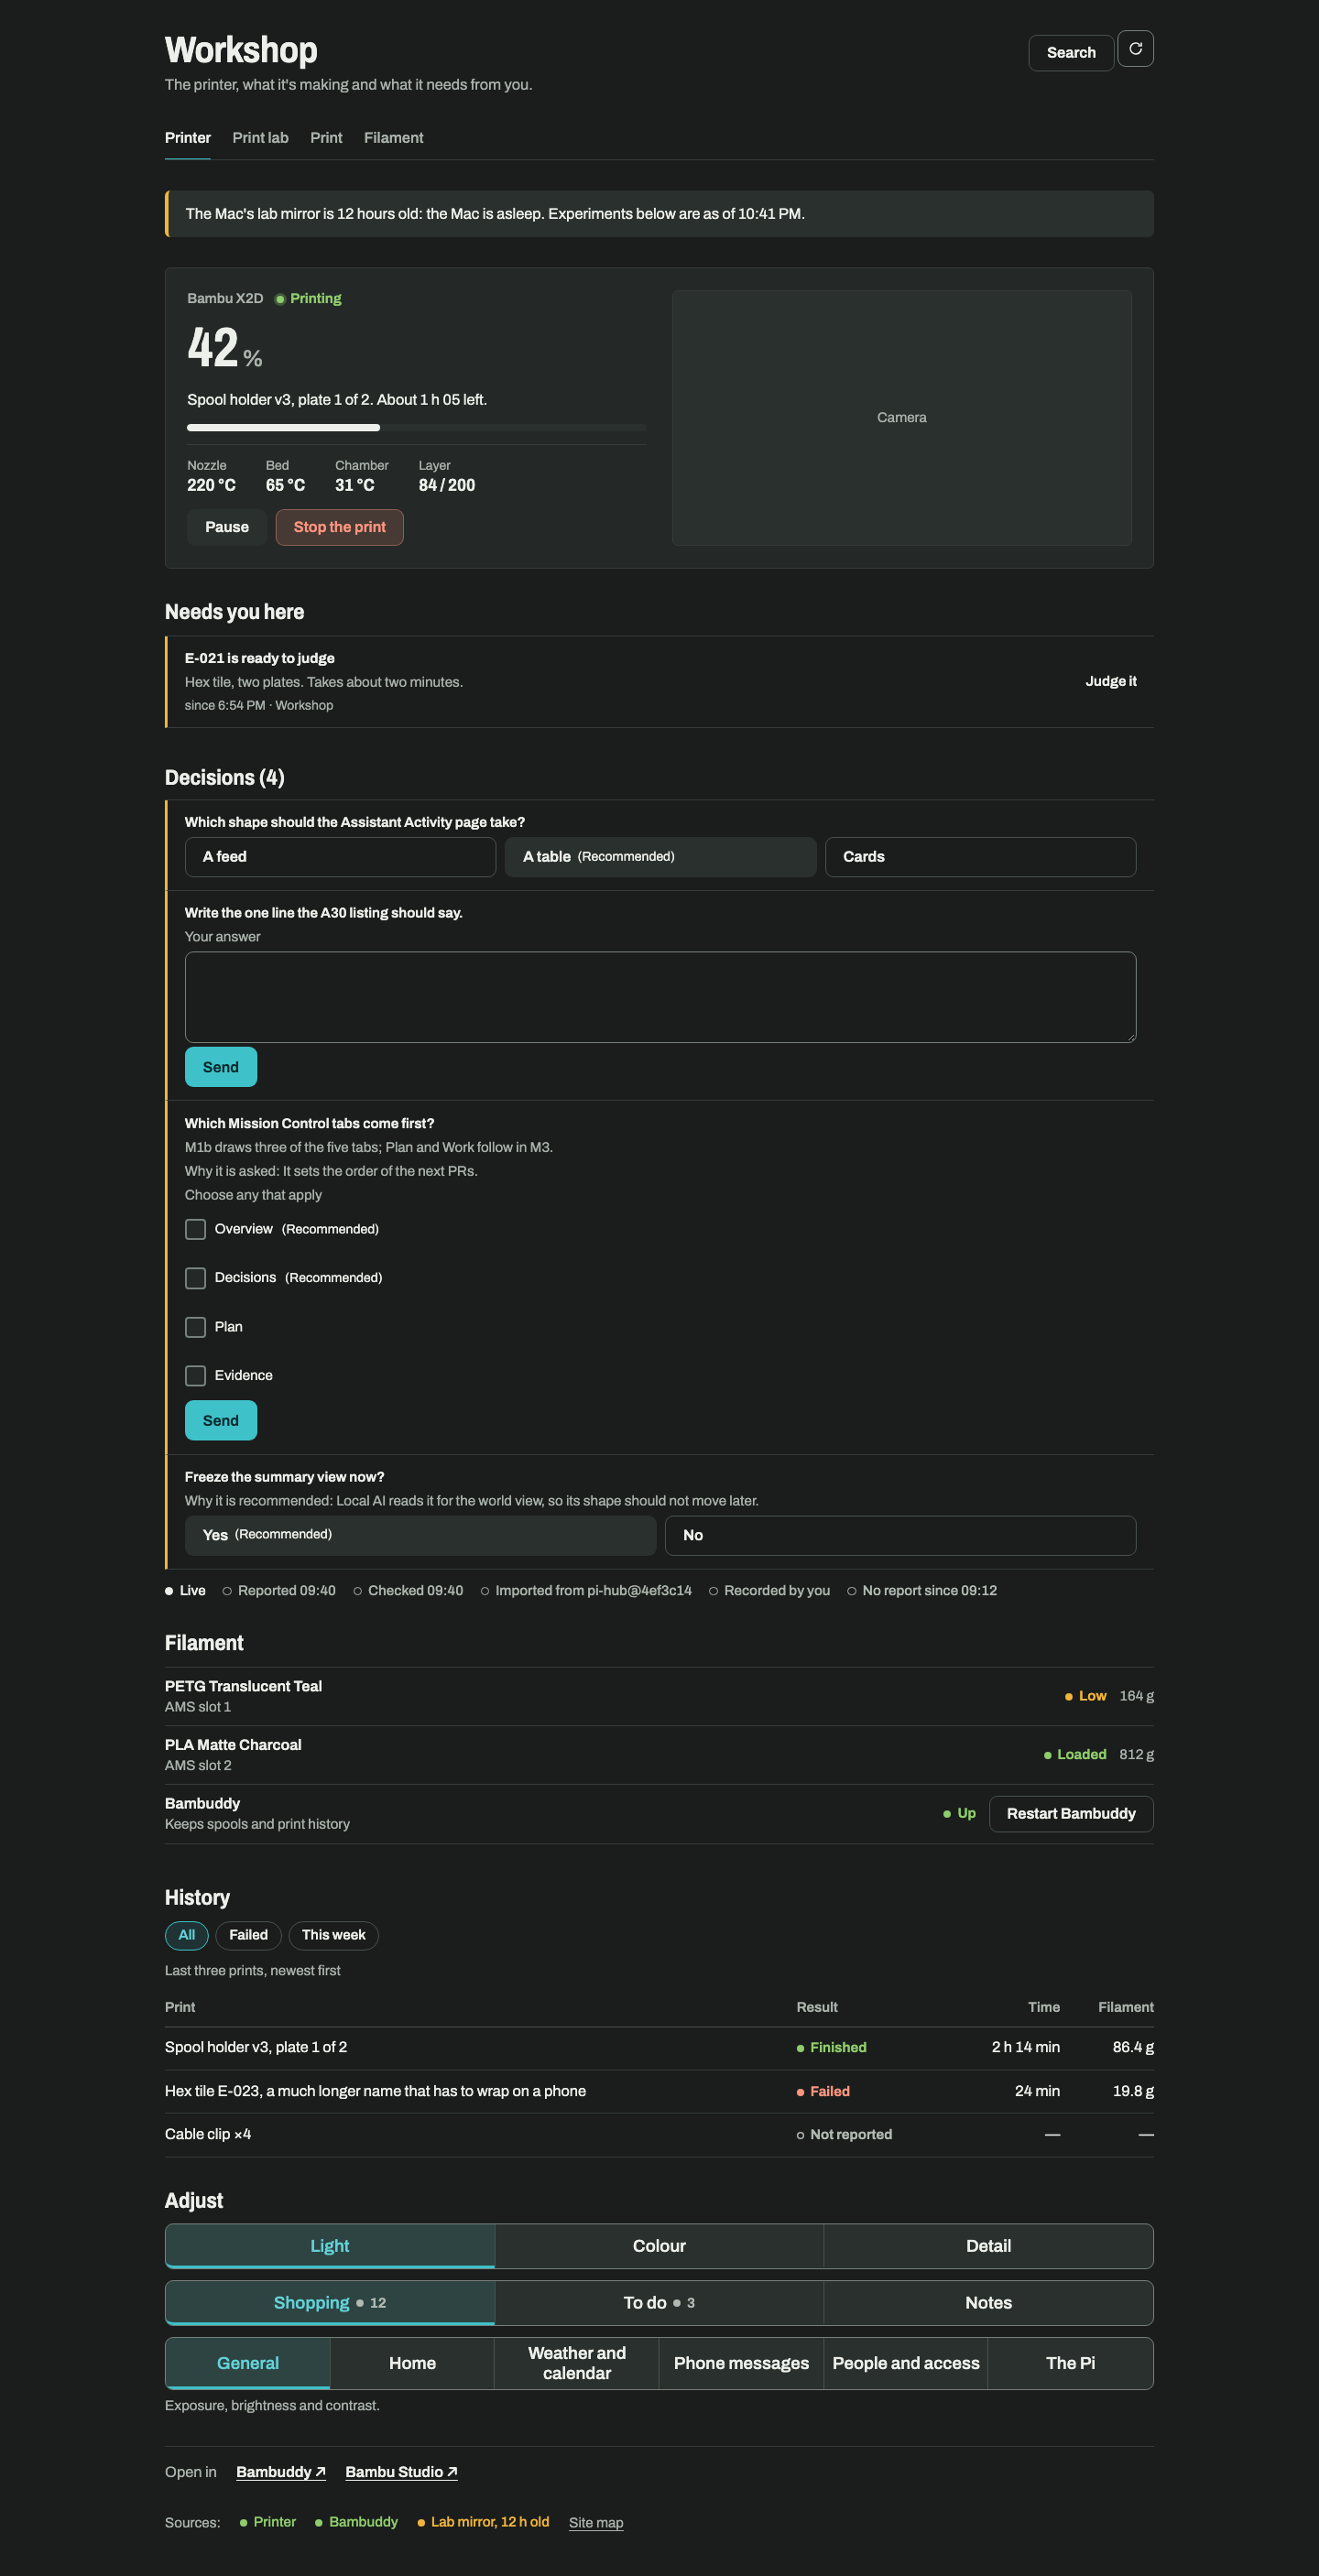 Workshop
Search
The printer, what it's making and what it needs from you.
Printer Print lab Print Filament
The Mac's lab mirror is 12 hours old: the Mac is asleep. Experiments below are as of 10:41 PM.
Bambu X2D Printing
42 %
Camera
Spool holder v3, plate 1 of 2. About 1 h 05 left.
Nozzle Bed Chamber Layer
220 °C 65 °C 31 °C 84 / 200
Pause Stop the print
Needs you here
E-021 is ready to judge
Hex tile, two plates. Takes about two minutes.
Judge it
since 6:54 PM · Workshop
Decisions (4)
Which shape should the Assistant Activity page take?
A feed A table (Recommended) Cards
Write the one line the A30 listing should say.
Your answer
Send
Which Mission Control tabs come first?
M1b draws three of the five tabs; Plan and Work follow in M3.
Why it is asked: It sets the order of the next PRs.
Choose any that apply
Overview (Recommended)
Decisions (Recommended)
Plan
Evidence
Send
Freeze the summary view now?
Why it is recommended: Local AI reads it for the world view, so its shape should not move later.
Yes (Recommended) No
Live Reported 09:40 Checked 09:40 Imported from pi-hub@4ef3c14 Recorded by you No report since 09:12
Filament
PETG Translucent Teal
AMS slot 1
Low 164 g
PLA Matte Charcoal
AMS slot 2
Loaded 812 g
Bambuddy
Keeps spools and print history
Up Restart Bambuddy
History
All Failed This week
Last three prints, newest first
Print Result Time Filament
Spool holder v3, plate 1 of 2 Finished 2 h 14 min 86.4 g
Hex tile E-023, a much longer name that has to wrap on a phone Failed 24 min 19.8 g
Cable clip ×4 Not reported — —
Adjust
Light Colour Detail
Shopping 12 To do 3 Notes
General Home Weather and calendar Phone messages People and access The Pi
Exposure, brightness and contrast.
Open in Bambuddy ↗ Bambu Studio ↗
Sources: Printer Bambuddy Lab mirror, 12 h old Site map